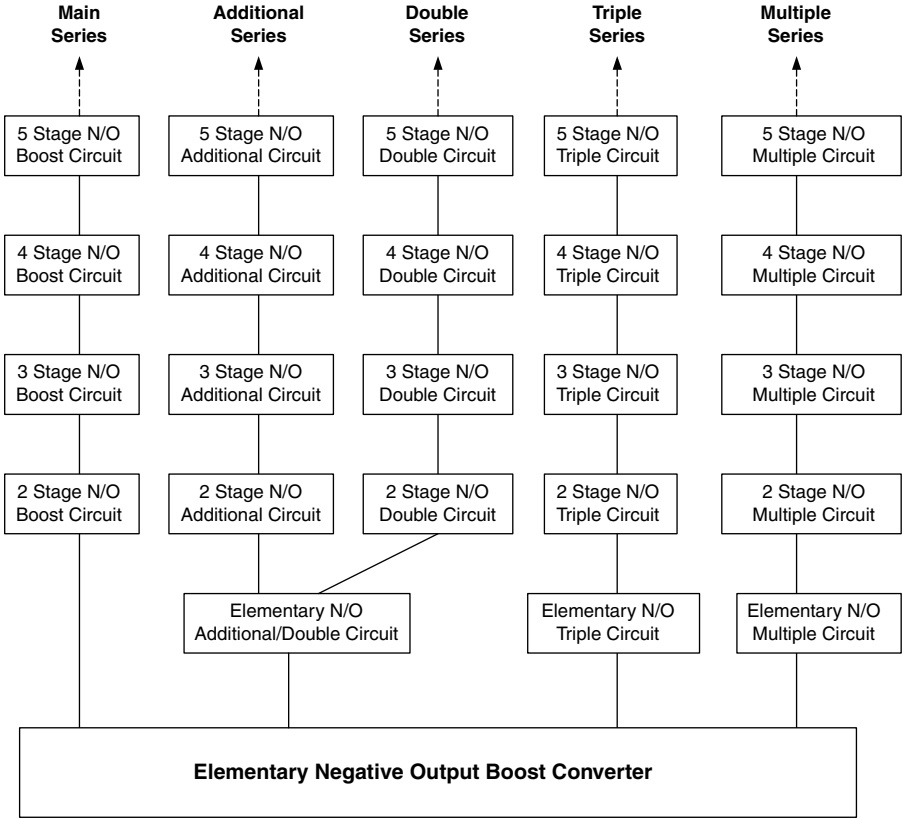 Main
Series
Additional
Series
Double
Series
Triple
Series
Multiple
Series
5 Stage N/O
Boost Circuit
5 Stage N/O
Additional Circuit
5 Stage N/O
Double Circuit
5 Stage N/O
Triple Circuit
5 Stage N/O
Multiple Circuit
4 Stage N/O
Boost Circuit
4 Stage N/O
Additional Circuit
4 Stage N/O
Double Circuit
4 Stage N/O
Triple Circuit
4 Stage N/O
Multiple Circuit
3 Stage N/O
Boost Circuit
3 Stage N/O
Additional Circuit
3 Stage N/O
Double Circuit
3 Stage N/O
Triple Circuit
3 Stage N/O
Multiple Circuit
2 Stage N/O
Boost Circuit
2 Stage N/O
Additional Circuit
2 Stage N/O
Double Circuit
2 Stage N/O
Triple Circuit
2 Stage N/O
Multiple Circuit
Elementary N/O
Additional/Double Circuit
Elementary N/O
Triple Circuit
Elementary N/O
Multiple Circuit
Elementary Negative Output Boost Converter